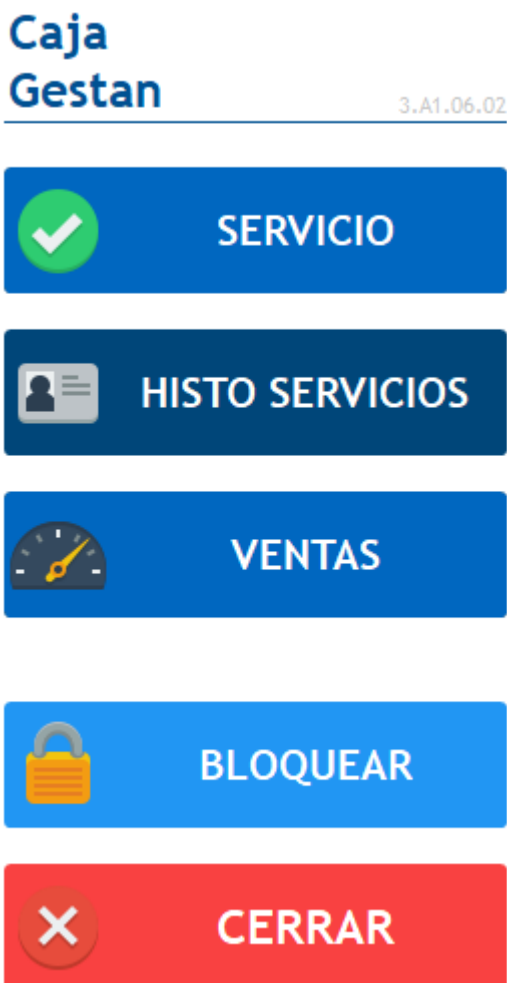 Caja
Gestan
3.A1.06.02
SERVICIO
HISTO SERVICIOS
VENTAS
BLOQUEAR
CERRAR